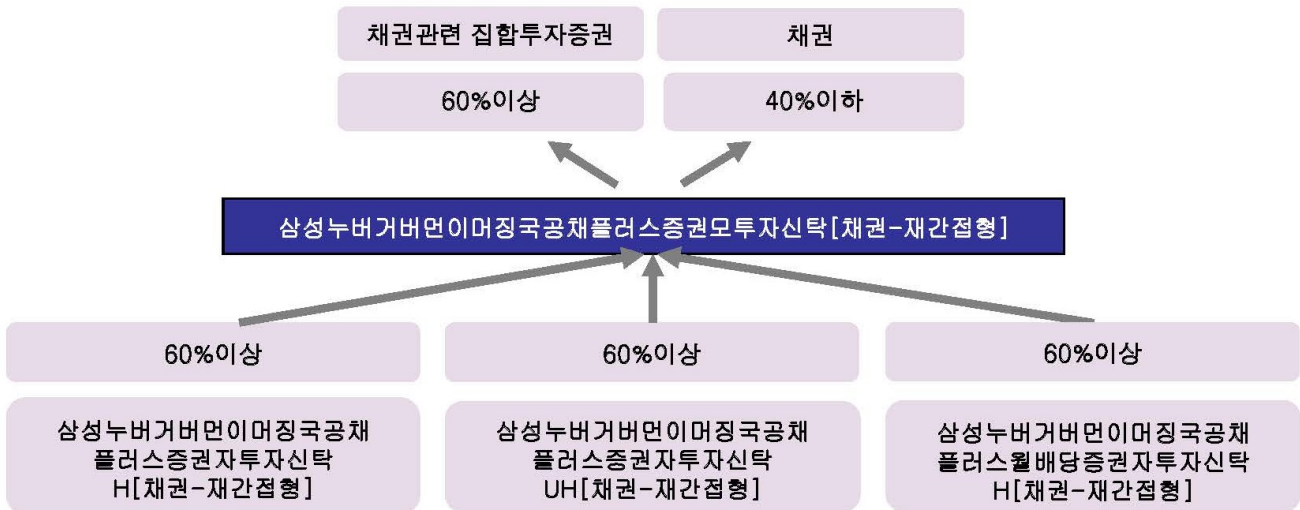 채권관련 집합투자증권
채권
60%이상
40%이하
삼성누버거버먼이머징국공채플러스증권모투자신탁[채권-재간접형]
60%이상
60%이상
60%이상
삼성누버거버먼이머징국공채
플러스증권자투자신탁
H[채권-재간접형]
삼성누버거버먼이머징국공채
플러스증권자투자신탁
UH[채권-재간접형]
삼성누버거버먼이머징국공채
플러스월배당증권자투자신탁
H[채권-재간접형]